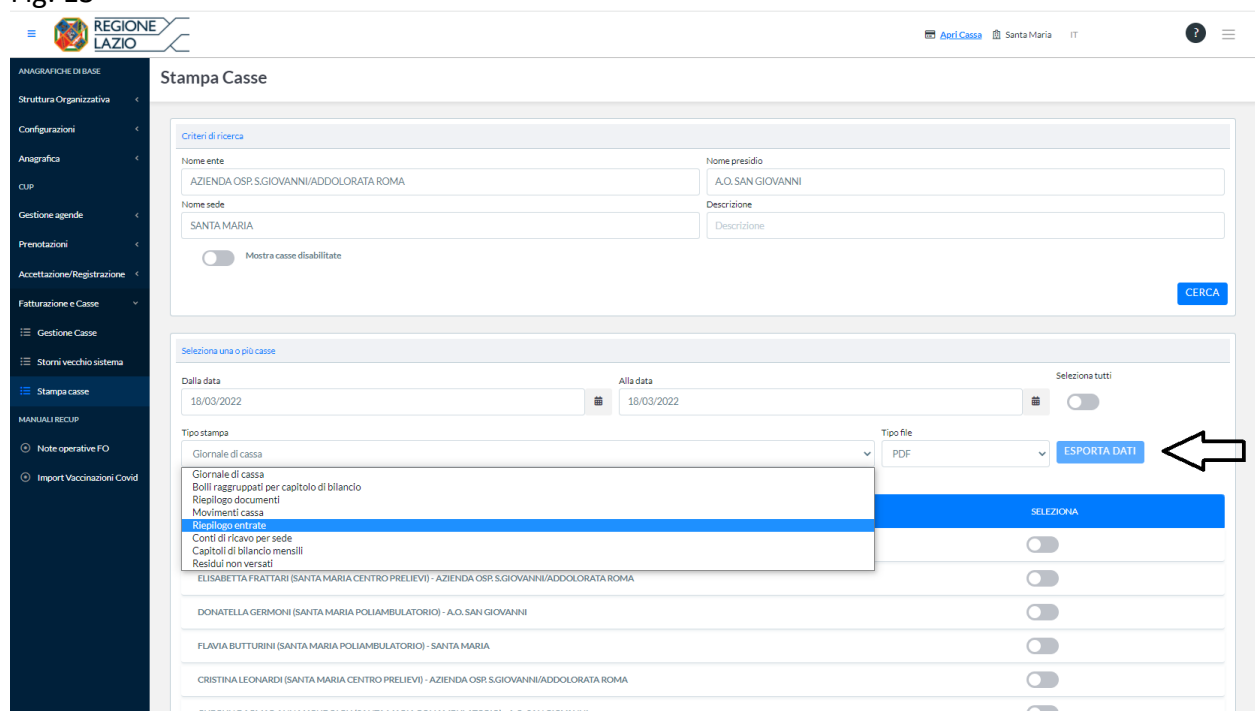 Fig. 13
REGIONE
LAZIO
Apri Cassa Santa Maria IT
?
ANAGRAFICHE DI BASE
Struttura Organizzativa
Configurazioni
Anagrafica
CUP
Gestione agende
Prenotazioni
Accettazione/Registrazione
Fatturazione e Casse
Gestione Casse
Storni vecchio sistema
Stampa casse
MANUALI RECUP
Note operative FO
Import Vaccinazioni Covid
Stampa Casse
Criteri di ricerca
Nome ente
AZIENDA OSP. S.GIOVANNI/ADDOLORATA ROMA
Nome presidio
A.O. SAN GIOVANNI
Nome sede
SANTA MARIA
Descrizione
Descrizione
Mostra casse disabilitate
CERCA
Seleziona una o più casse
Dalla data
18/03/2022
Alla data
18/03/2022
Seleziona tutti
Tipo stampa
Giornale di cassa
Tipo file
PDF
ESPORTA DATI
Giornale di cassa
Bolli raggruppati per capitolo di bilancio
Riepilogo documenti
Movimenti cassa
Riepilogo entrate
Conti di ricavo per sede
Capitoli di bilancio mensili
Residui non versati
SELEZIONA
ELISABETTA FRATTARI (SANTA MARIA CENTRO PRELIEVI) - AZIENDA OSP. S.GIOVANNI/ADDOLORATA ROMA
DONATELLA GERMONI (SANTA MARIA POLIAMBULATORIO) - A.O. SAN GIOVANNI
FLAVIA BUTTURINI (SANTA MARIA POLIAMBULATORIO) - SANTA MARIA
CRISTINA LEONARDI (SANTA MARIA CENTRO PRELIEVI) - AZIENDA OSP. S.GIOVANNI/ADDOLORATA ROMA